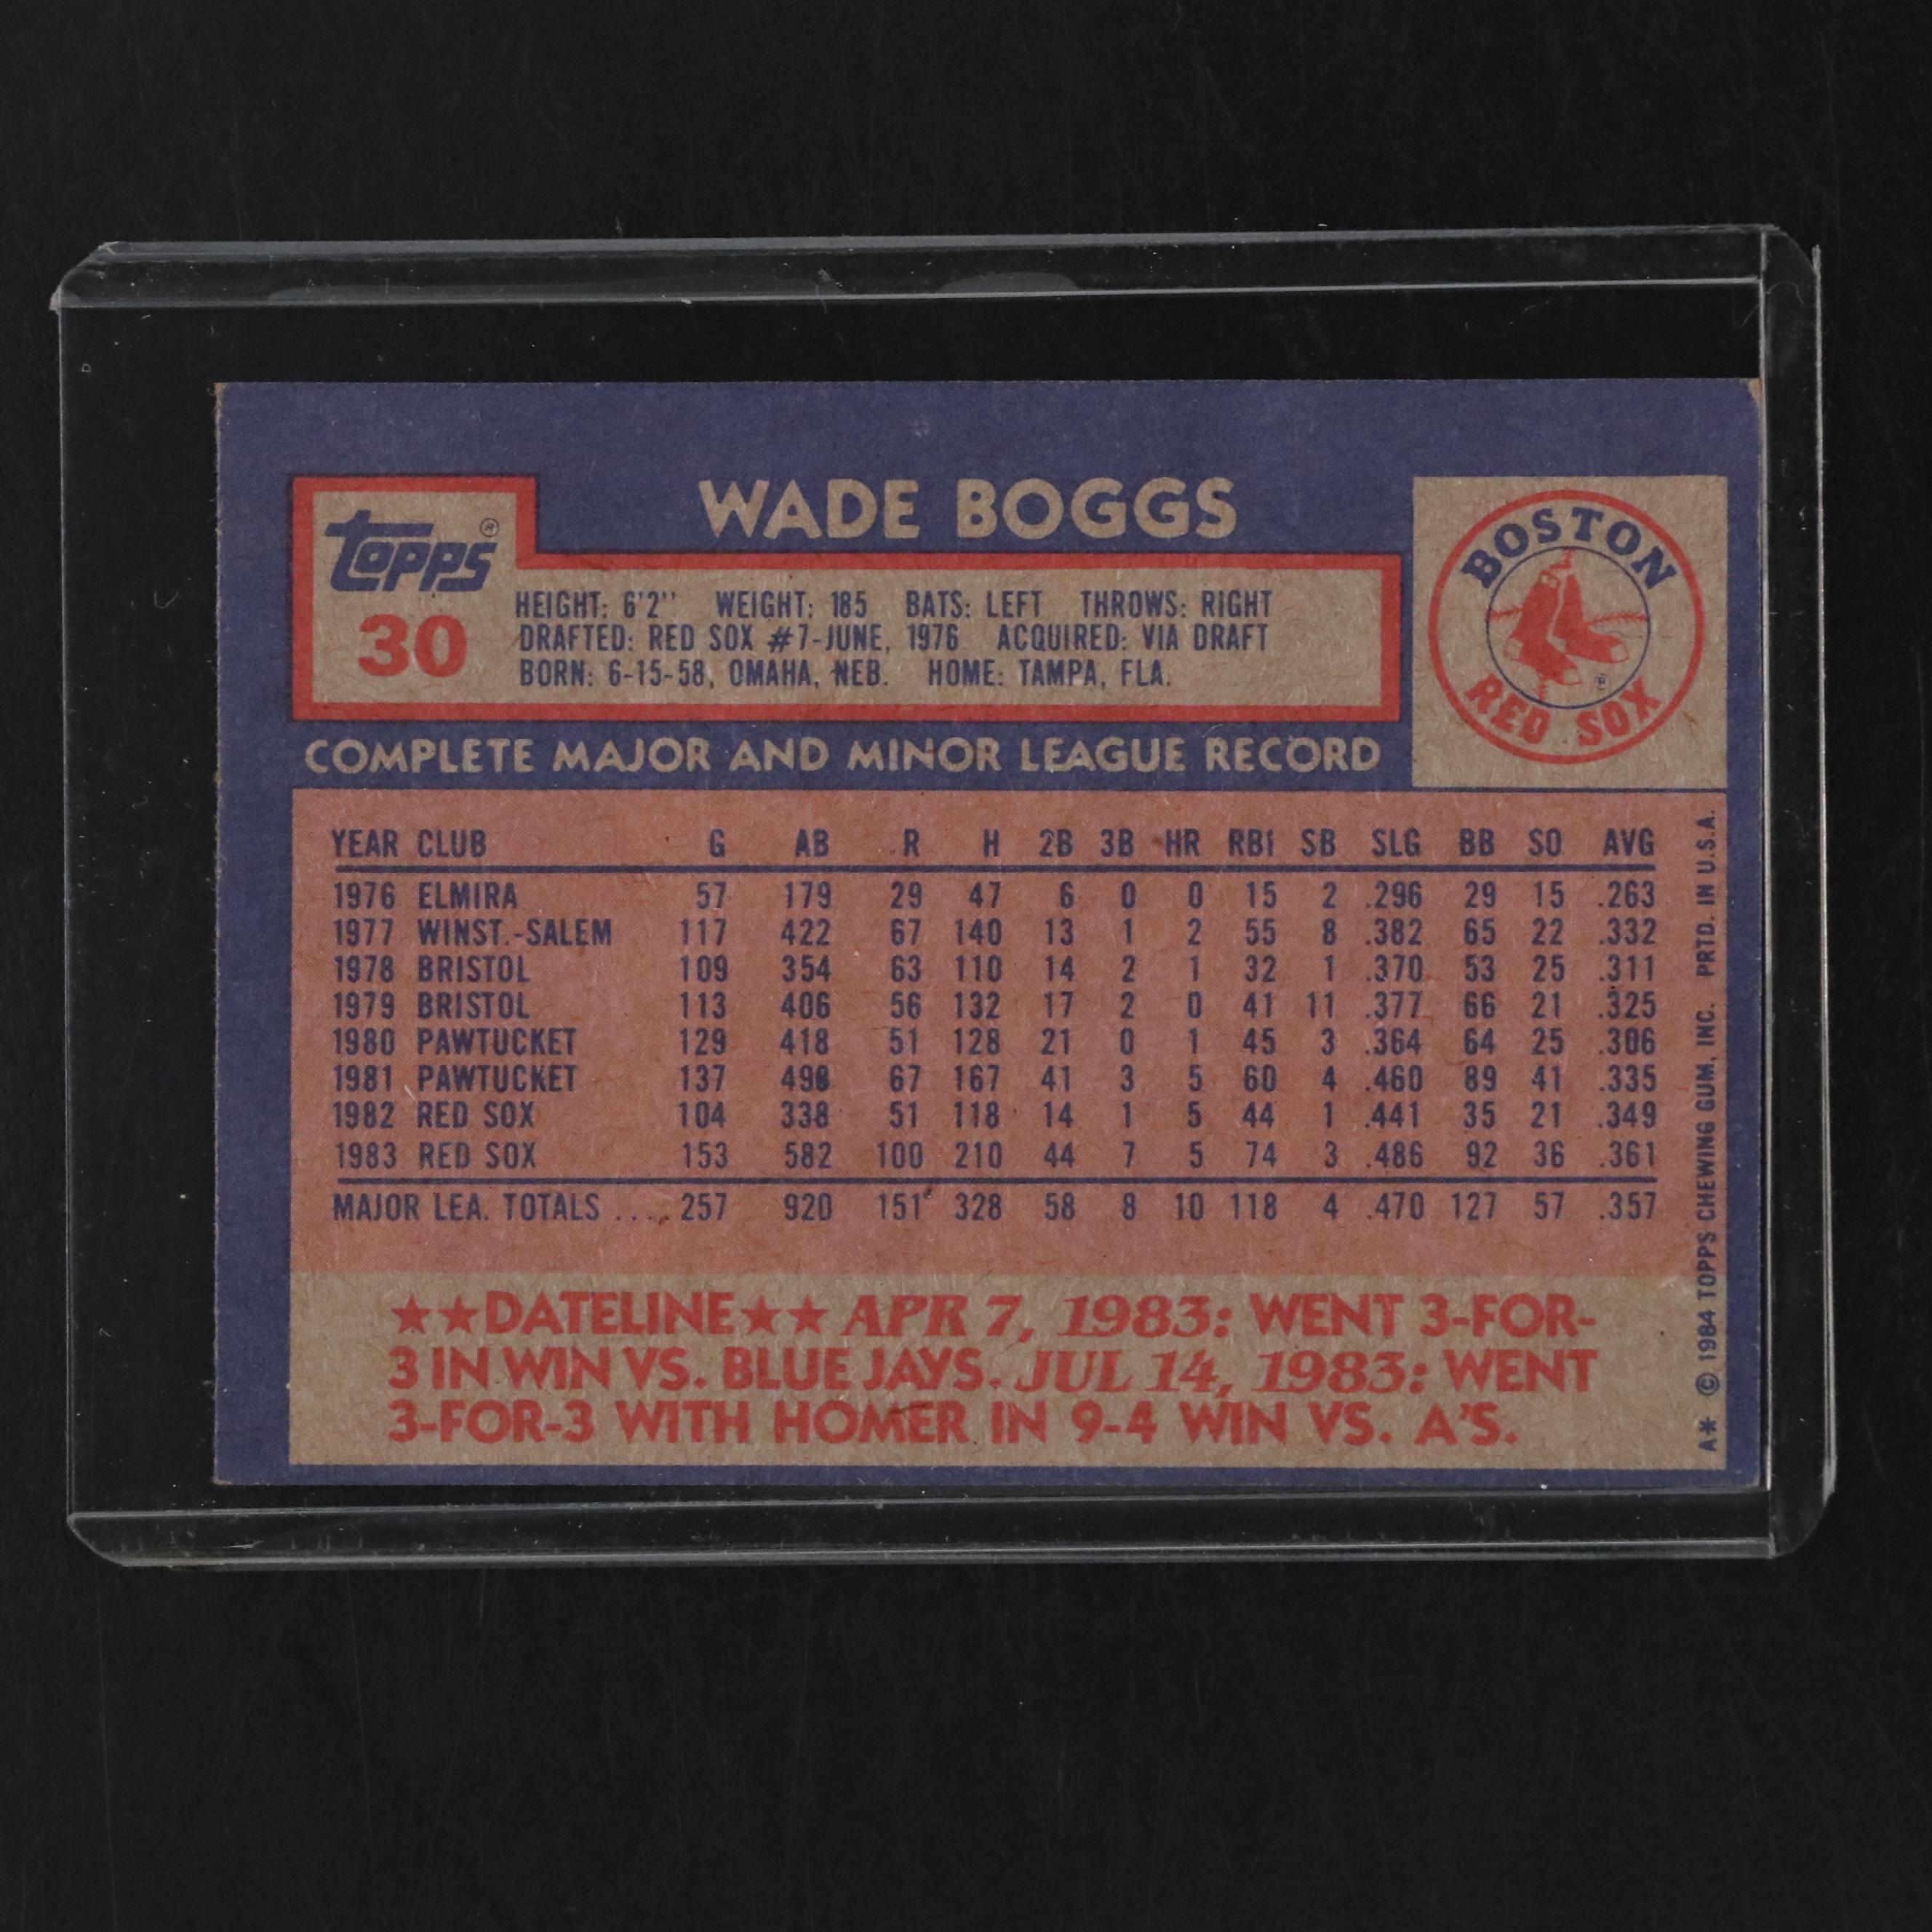 WADE BOGGS
topps®
30
HEIGHT: 6'2" WEIGHT: 185 BATS: LEFT THROWS: RIGHT
DRAFTED: RED SOX #7-JUNE, 1976 ACQUIRED: VIA DRAFT
BORN: 6-15-58, OMAHA, NEB. HOME: TAMPA, FLA.
BOSTON
RED SOX
®
COMPLETE MAJOR AND MINOR LEAGUE RECORD
YEAR CLUB G AB R H 2B 3B HR RBI SB SLG BB SO AVG
1976 ELMIRA 57 179 29 47 6 0 0 15 2 .296 29 15 .263
1977 WINST.-SALEM 117 422 67 140 13 1 2 55 8 .382 65 22 .332
1978 BRISTOL 109 354 63 110 14 2 1 32 1 .370 53 25 .311
1979 BRISTOL 113 406 56 132 17 2 0 41 11 .377 66 21 .325
1980 PAWTUCKET 129 418 51 128 21 0 1 45 3 .364 64 25 .306
1981 PAWTUCKET 137 498 67 167 41 3 5 60 4 .460 89 41 .335
1982 RED SOX 104 338 51 118 14 1 5 44 1 .441 35 21 .349
1983 RED SOX 153 582 100 210 44 7 5 74 3 .486 92 36 .361
MAJOR LEA. TOTALS .... 257 920 151 328 58 8 10 118 4 .470 127 57 .357
★★DATELINE★★ APR 7, 1983: WENT 3-FOR-
3 IN WIN VS. BLUE JAYS. JUL 14, 1983: WENT
3-FOR-3 WITH HOMER IN 9-4 WIN VS. A'S.
A* © 1984 TOPPS CHEWING GUM, INC. PRTD. IN U.S.A.